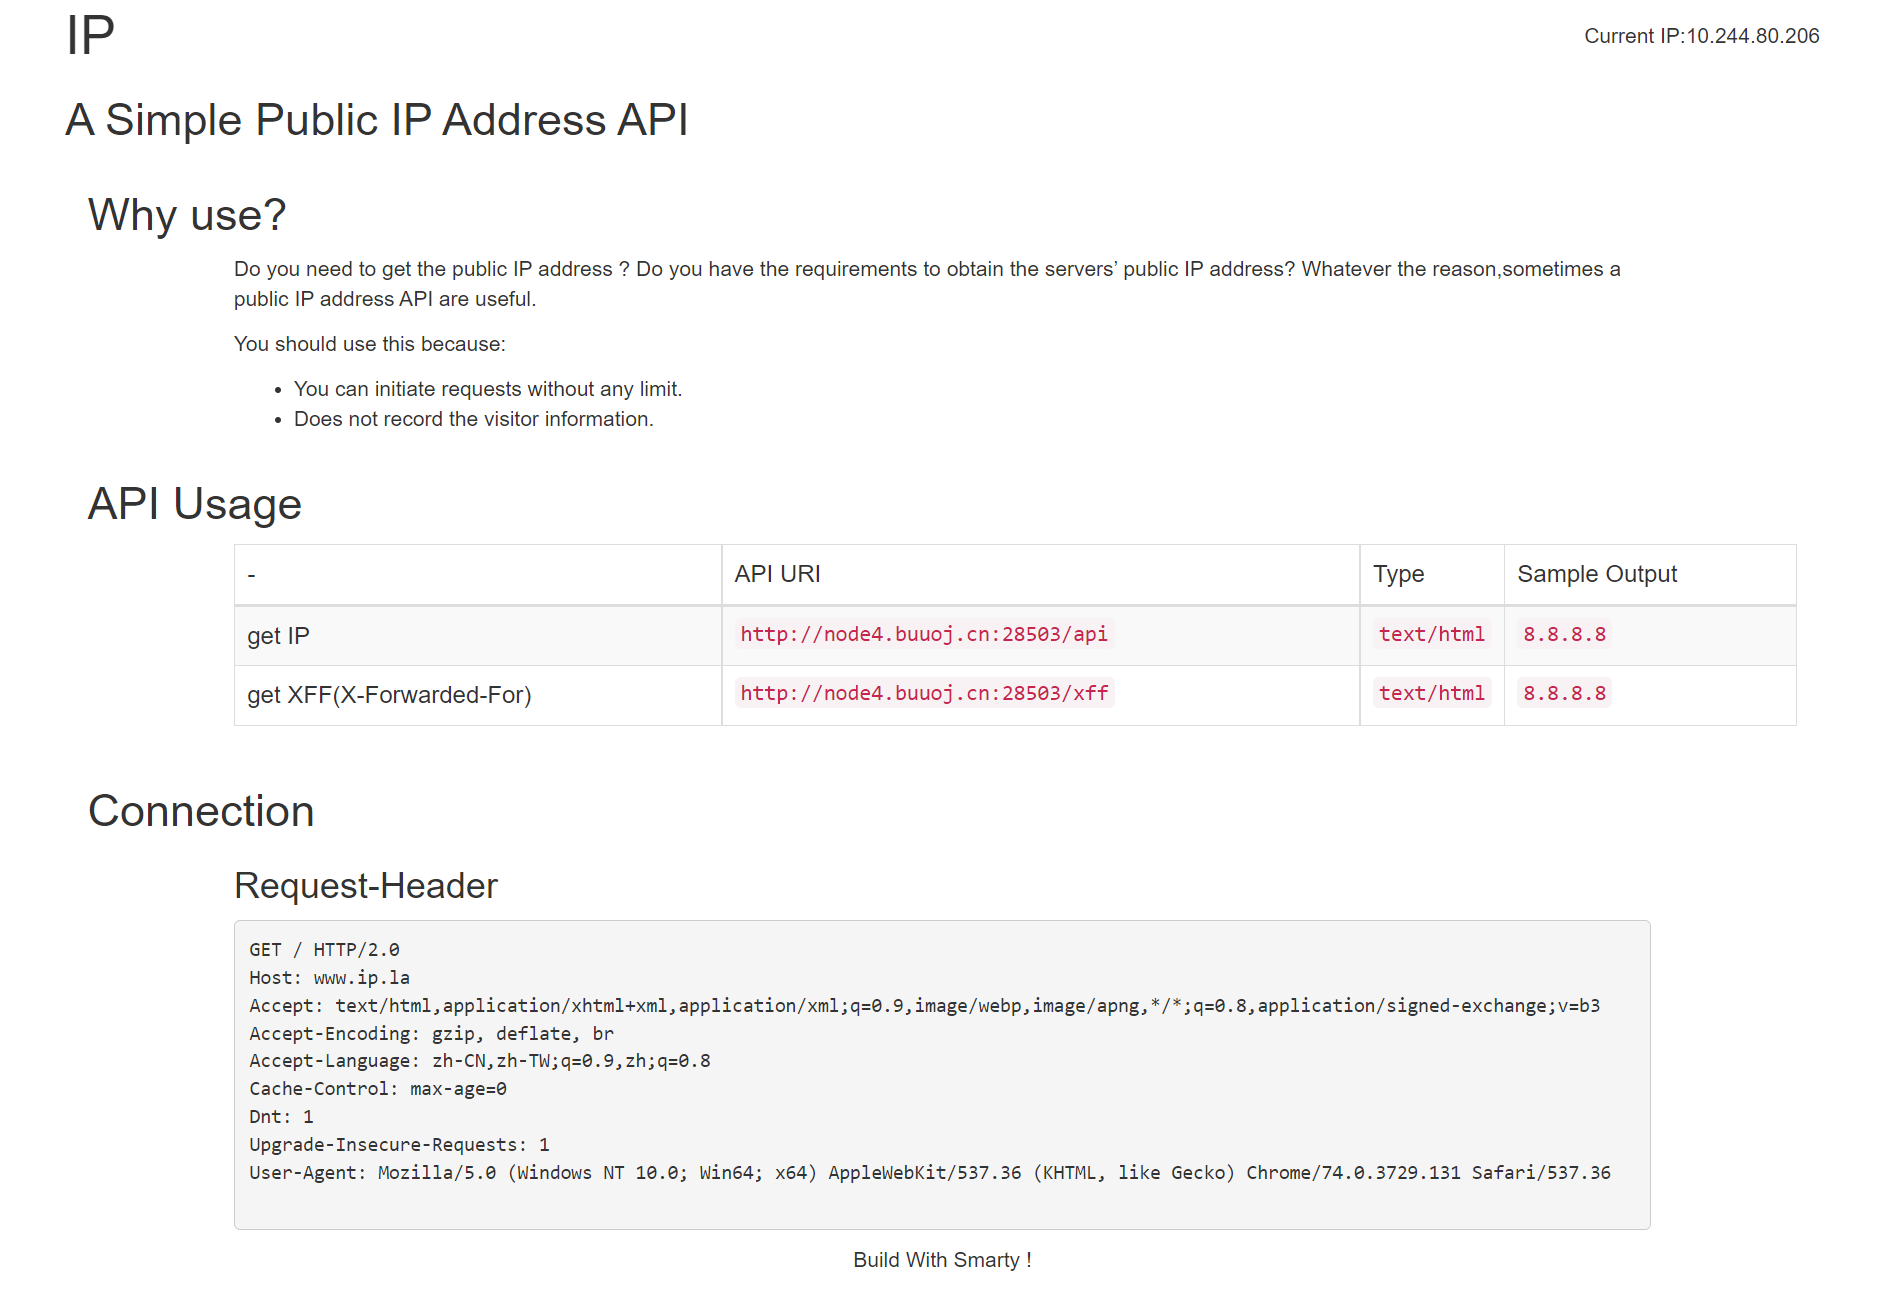 IP
Current IP:10.244.80.206
A Simple Public IP Address API
Why use?
Do you need to get the public IP address ? Do you have the requirements to obtain the servers’ public IP address? Whatever the reason,sometimes a
public IP address API are useful.
You should use this because:
• You can initiate requests without any limit.
• Does not record the visitor information.
API Usage
- API URI Type Sample Output
get IP http://node4.buuoj.cn:28503/api text/html 8.8.8.8
get XFF(X-Forwarded-For) http://node4.buuoj.cn:28503/xff text/html 8.8.8.8
Connection
Request-Header
GET / HTTP/2.0
Host: www.ip.la
Accept: text/html,application/xhtml+xml,application/xml;q=0.9,image/webp,image/apng,*/*;q=0.8,application/signed-exchange;v=b3
Accept-Encoding: gzip, deflate, br
Accept-Language: zh-CN,zh-TW;q=0.9,zh;q=0.8
Cache-Control: max-age=0
Dnt: 1
Upgrade-Insecure-Requests: 1
User-Agent: Mozilla/5.0 (Windows NT 10.0; Win64; x64) AppleWebKit/537.36 (KHTML, like Gecko) Chrome/74.0.3729.131 Safari/537.36
Build With Smarty !